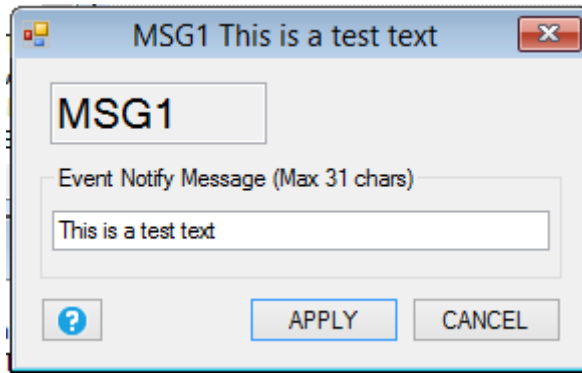 MSG1 This is a test text
MSG1
Event Notify Message (Max 31 chars)
This is a test text
? APPLY CANCEL